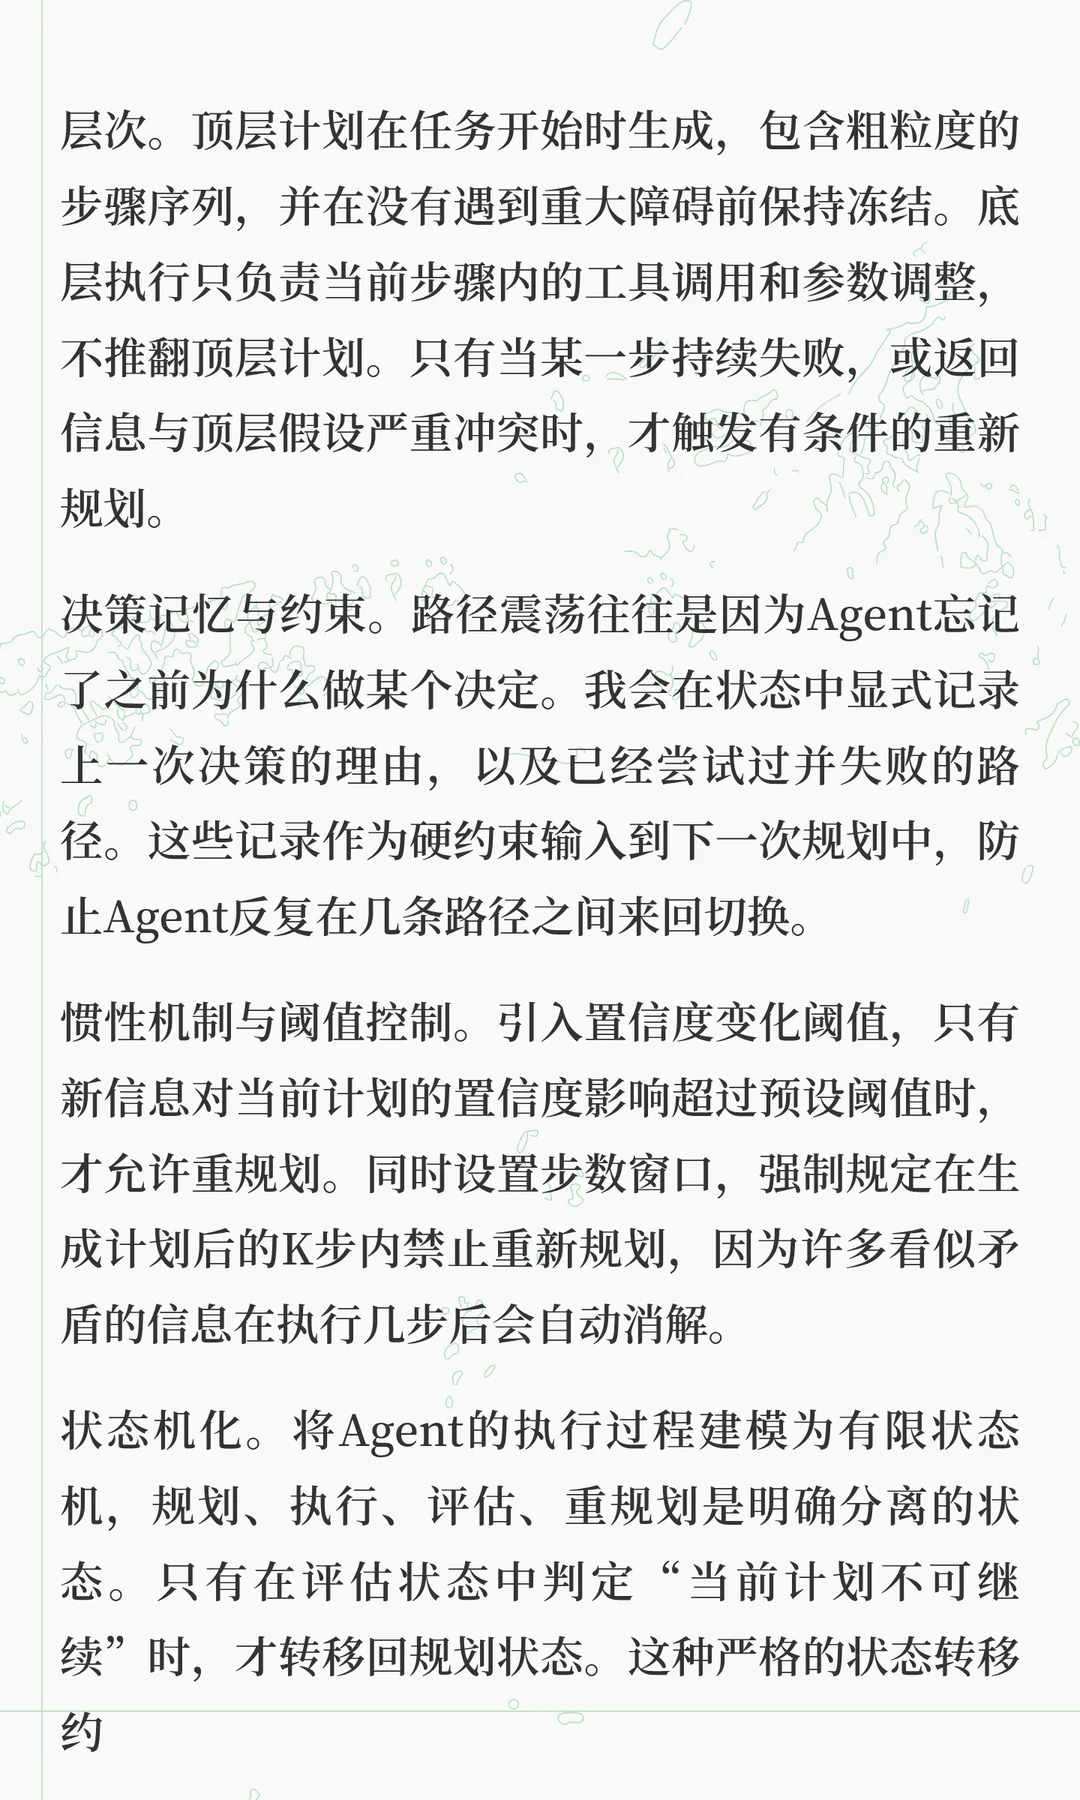 层次。顶层计划在任务开始时生成，包含粗粒度的
步骤序列，并在没有遇到重大障碍前保持冻结。底
层执行只负责当前步骤内的工具调用和参数调整，
不推翻顶层计划。只有当某一步持续失败，或返回
信息与顶层假设严重冲突时，才触发有条件的重新
规划。
决策记忆与约束。路径震荡往往是因为Agent忘记
了之前为什么做某个决定。我会在状态中显式记录
上一次决策的理由，以及已经尝试过并失败的路
径。这些记录作为硬约束输入到下一次规划中，防
止Agent反复在几条路径之间来回切换。
惯性机制与阈值控制。引入置信度变化阈值，只有
新信息对当前计划的置信度影响超过预设阈值时，
才允许重规划。同时设置步数窗口，强制规定在生
成计划后的K步内禁止重新规划，因为许多看似矛
盾的信息在执行几步后会自动消解。
状态机化。将Agent的执行过程建模为有限状态
机，规划、执行、评估、重规划是明确分离的状
态。只有在评估状态中判定“当前计划不可继
续”时，才转移回规划状态。这种严格的状态转移
约